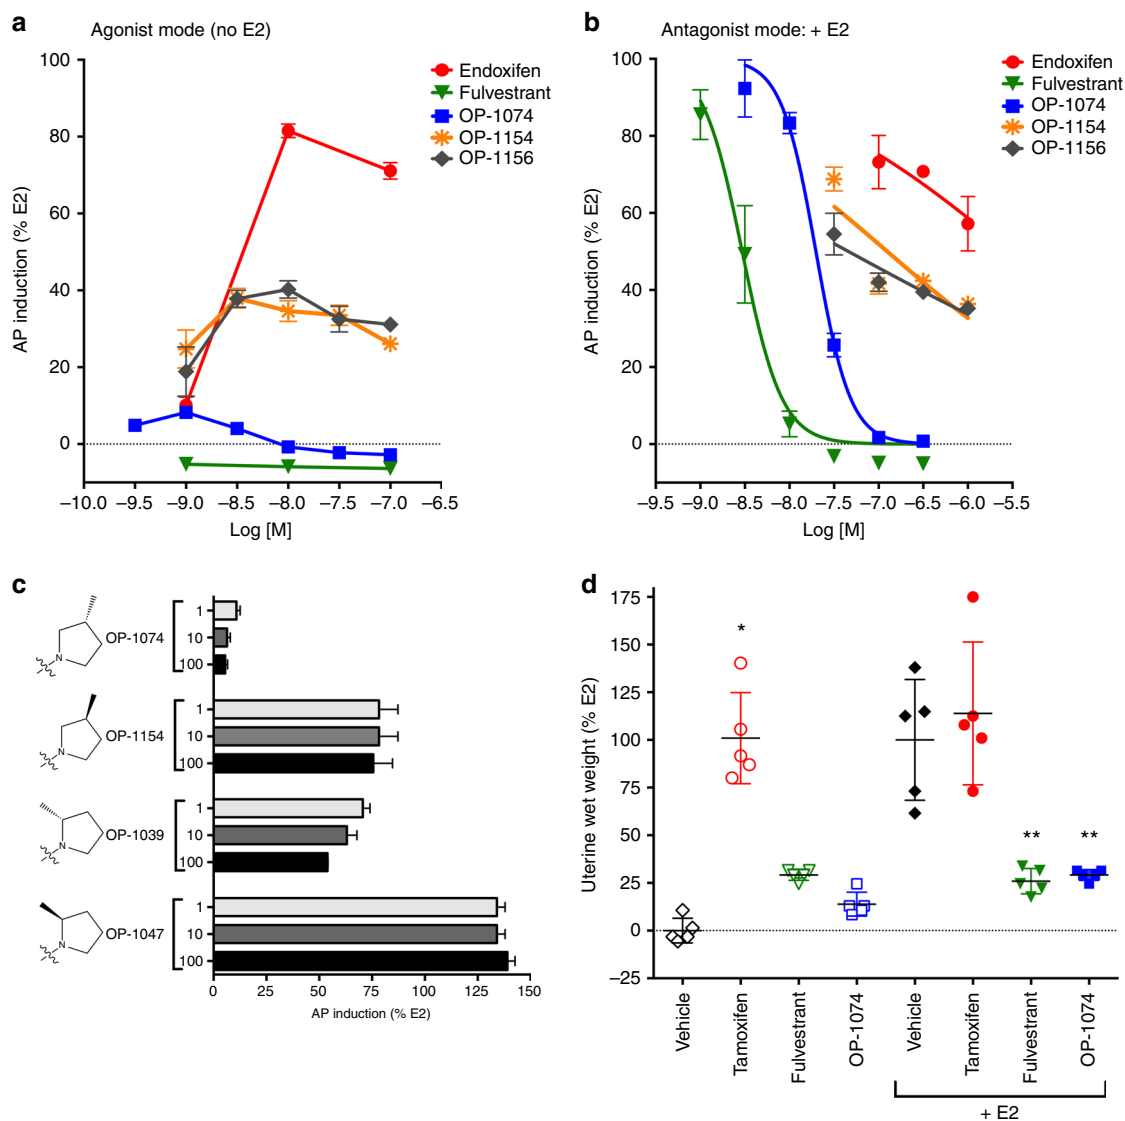 a
Agonist mode (no E2)
AP induction (% E2)
100
80
60
40
20
0
–10.0 –9.5 –9.0 –8.5 –8.0 –7.5 –7.0 –6.5
Log [M]
Endoxifen
Fulvestrant
OP-1074
OP-1154
OP-1156
b
Antagonist mode: + E2
AP induction (% E2)
100
80
60
40
20
0
–9.5 –9.0 –8.5 –8.0 –7.5 –7.0 –6.5 –6.0 –5.5
Log [M]
Endoxifen
Fulvestrant
OP-1074
OP-1154
OP-1156
c
N
OP-1074
1
10
100
N
OP-1154
1
10
100
N
OP-1039
1
10
100
N
OP-1047
1
10
100
0 25 50 75 100 125 150
AP induction (% E2)
d
Uterine wet weight (% E2)
175
150
125
100
75
50
25
0
–25
*
**
**
Vehicle
Tamoxifen
Fulvestrant
OP-1074
Vehicle
Tamoxifen
Fulvestrant
OP-1074
+ E2